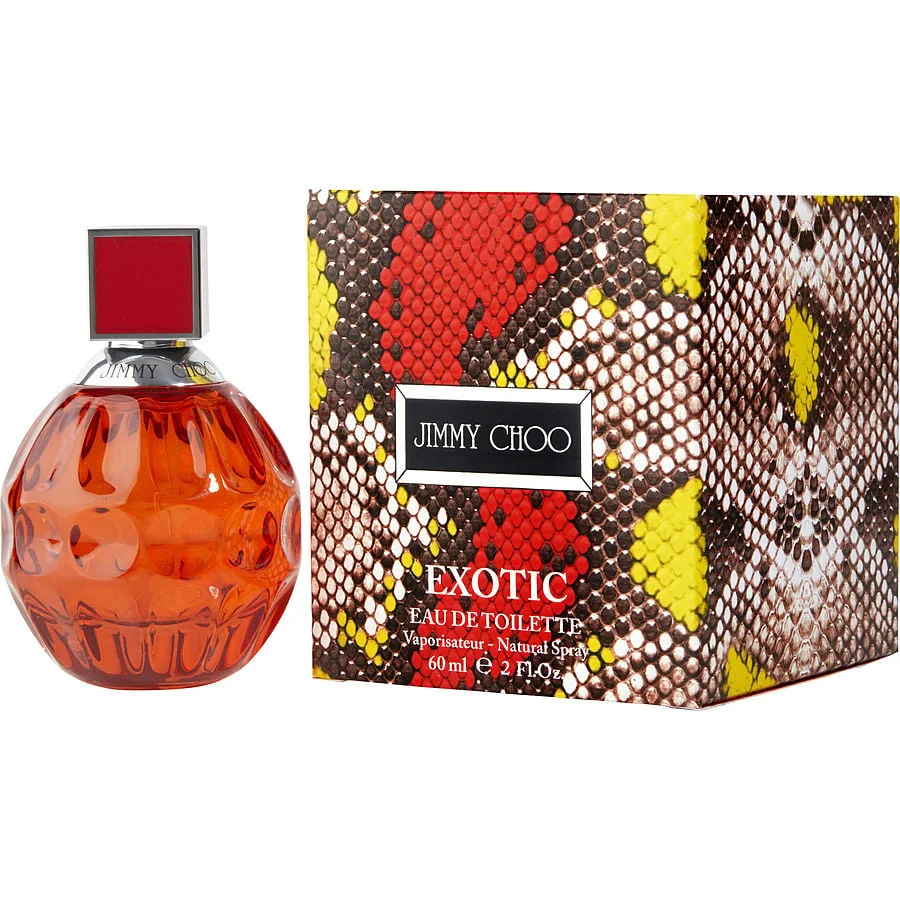 JIMMY CHOO
JIMMY CHOO
EXOTIC
EAU DE TOILETTE
Vaporisateur - Natural Spray
60 ml ℮ 2 Fl.Oz.